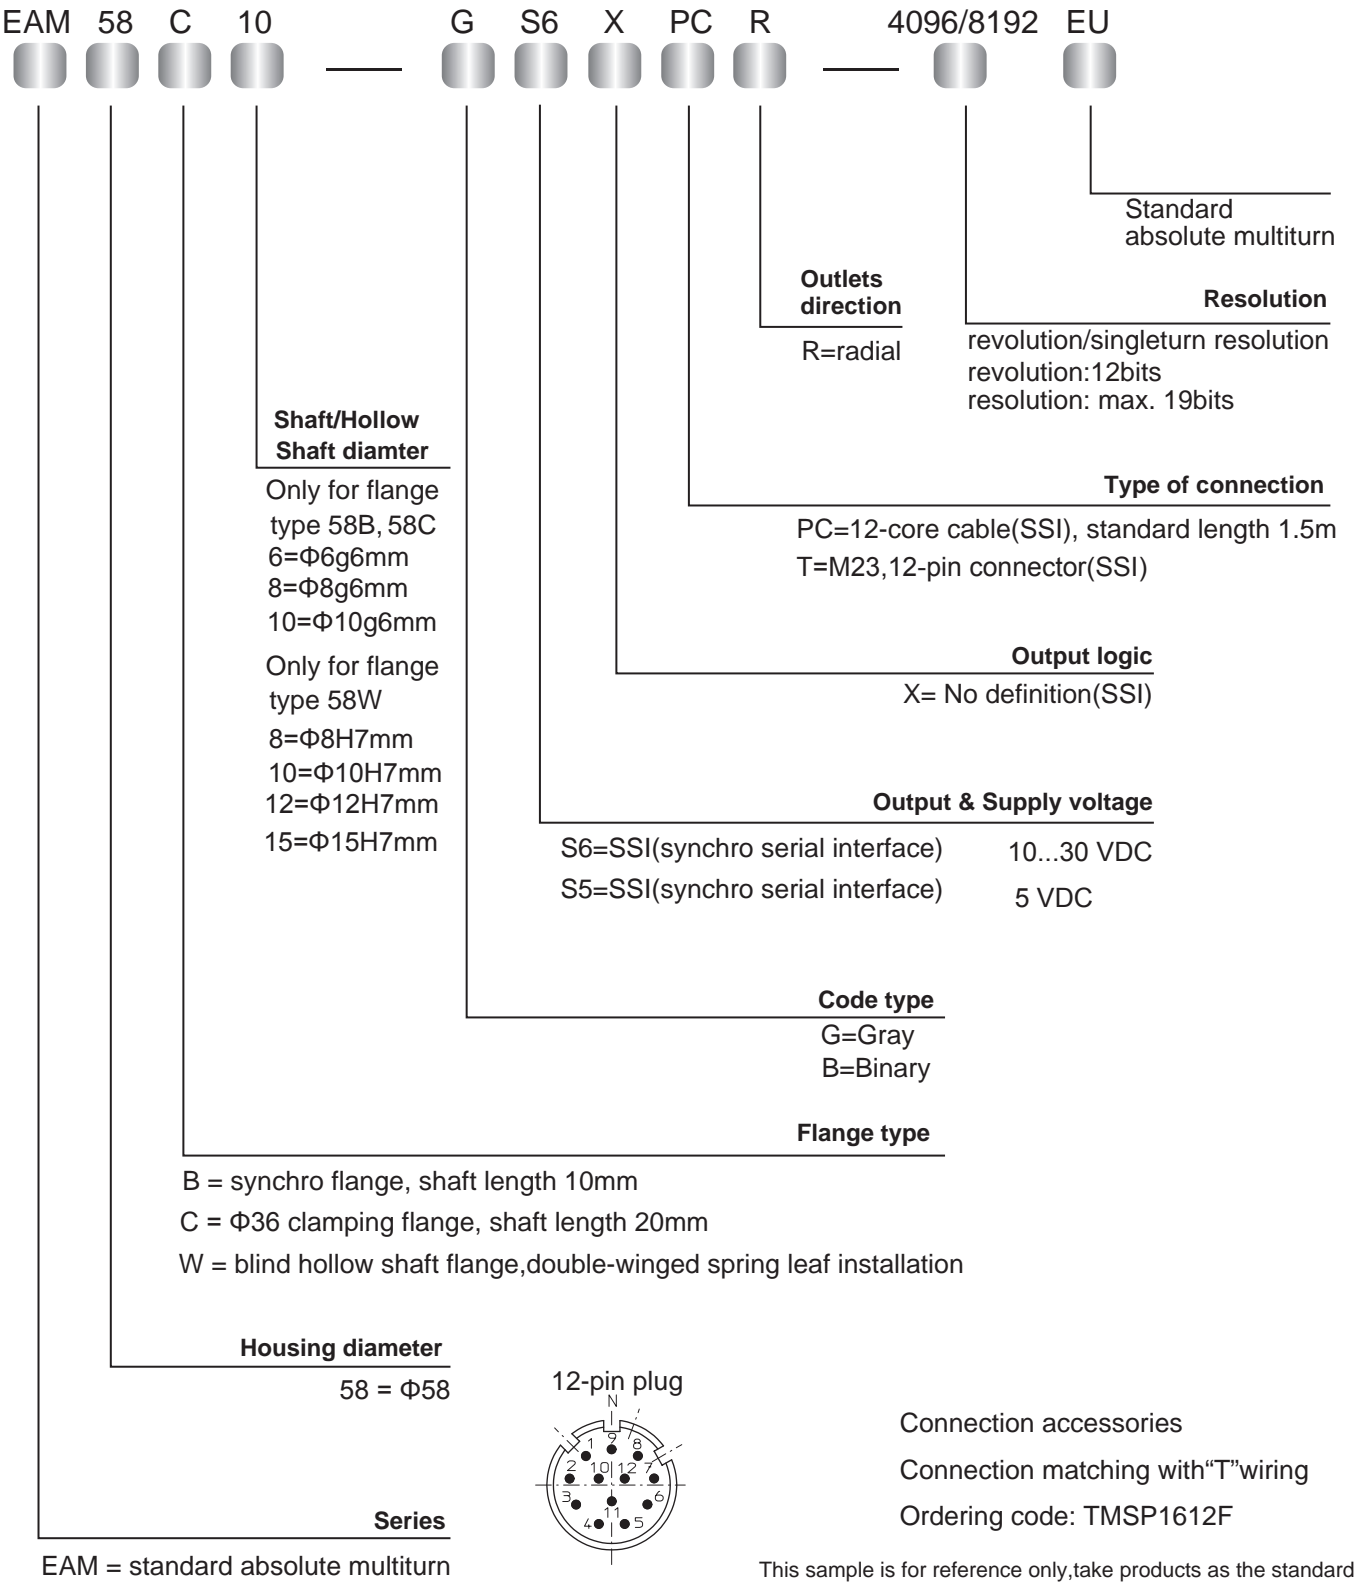 EAM 58 C 10 G S6 X PC R 4096/8192 EU
Standard
absolute multiturn
Outlets
direction
R=radial
Resolution
revolution/singleturn resolution
revolution:12bits
resolution: max. 19bits
Shaft/Hollow
Shaft diamter
Only for flange
type 58B, 58C
6=Φ6g6mm
8=Φ8g6mm
10=Φ10g6mm
Only for flange
type 58W
8=Φ8H7mm
10=Φ10H7mm
12=Φ12H7mm
15=Φ15H7mm
Type of connection
PC=12-core cable(SSI), standard length 1.5m
T=M23,12-pin connector(SSI)
Output logic
X= No definition(SSI)
Output & Supply voltage
S6=SSI(synchro serial interface) 10...30 VDC
S5=SSI(synchro serial interface) 5 VDC
Code type
G=Gray
B=Binary
Flange type
B = synchro flange, shaft length 10mm
C = Φ36 clamping flange, shaft length 20mm
W = blind hollow shaft flange,double-winged spring leaf installation
Housing diameter
58 = Φ58
12-pin plug
N
1 9 8
2 10 12 7
3 11 6
4 5
Connection accessories
Connection matching with“T”wiring
Ordering code: TMSP1612F
Series
EAM = standard absolute multiturn
This sample is for reference only,take products as the standard